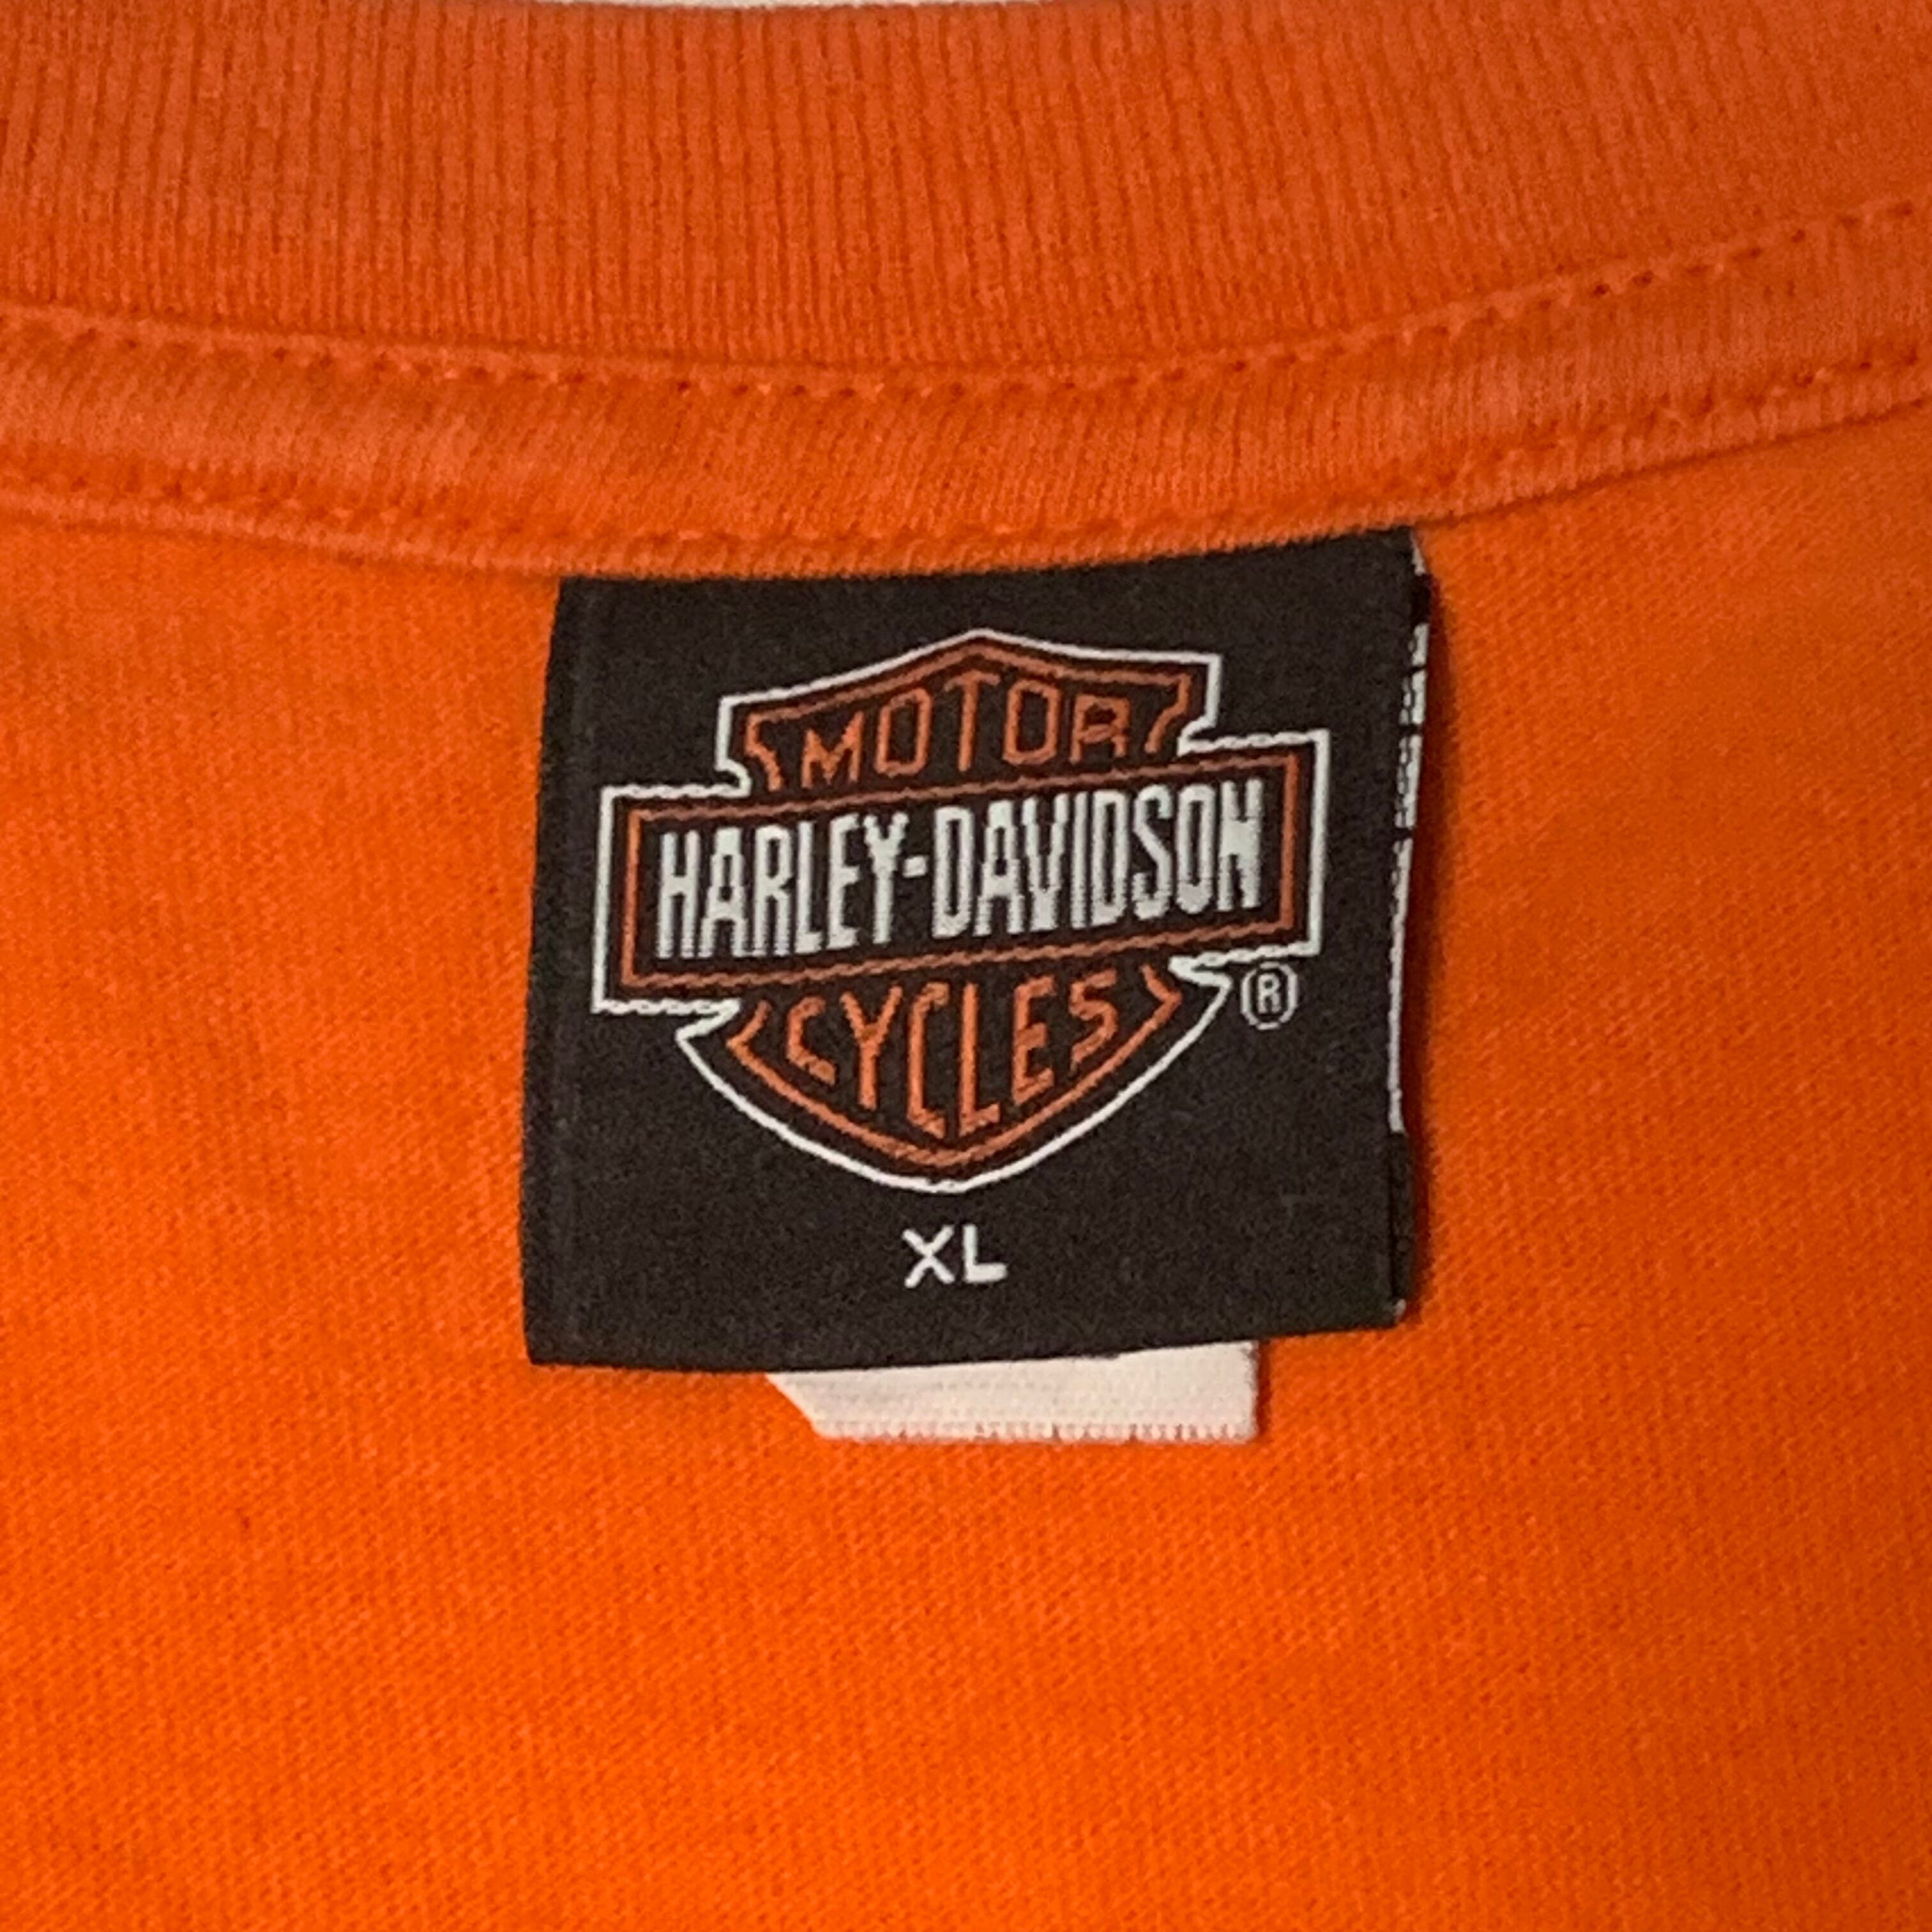 MOTOR
HARLEY-DAVIDSON
CYCLES
®
XL